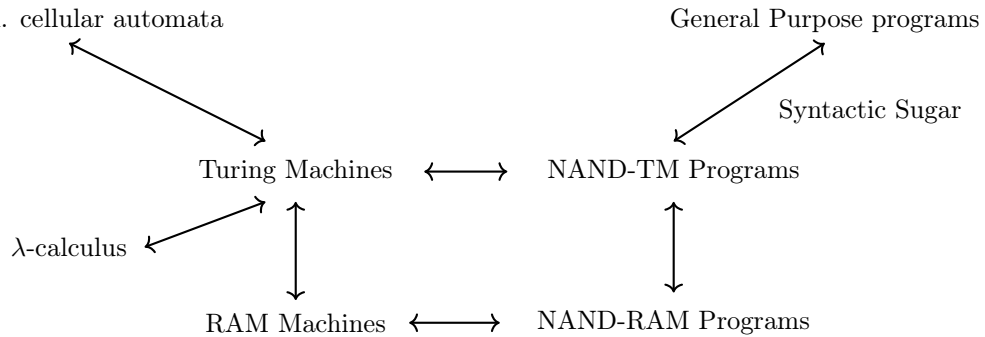 cellular automata
General Purpose programs
Syntactic Sugar
Turing Machines
NAND-TM Programs
λ-calculus
RAM Machines
NAND-RAM Programs